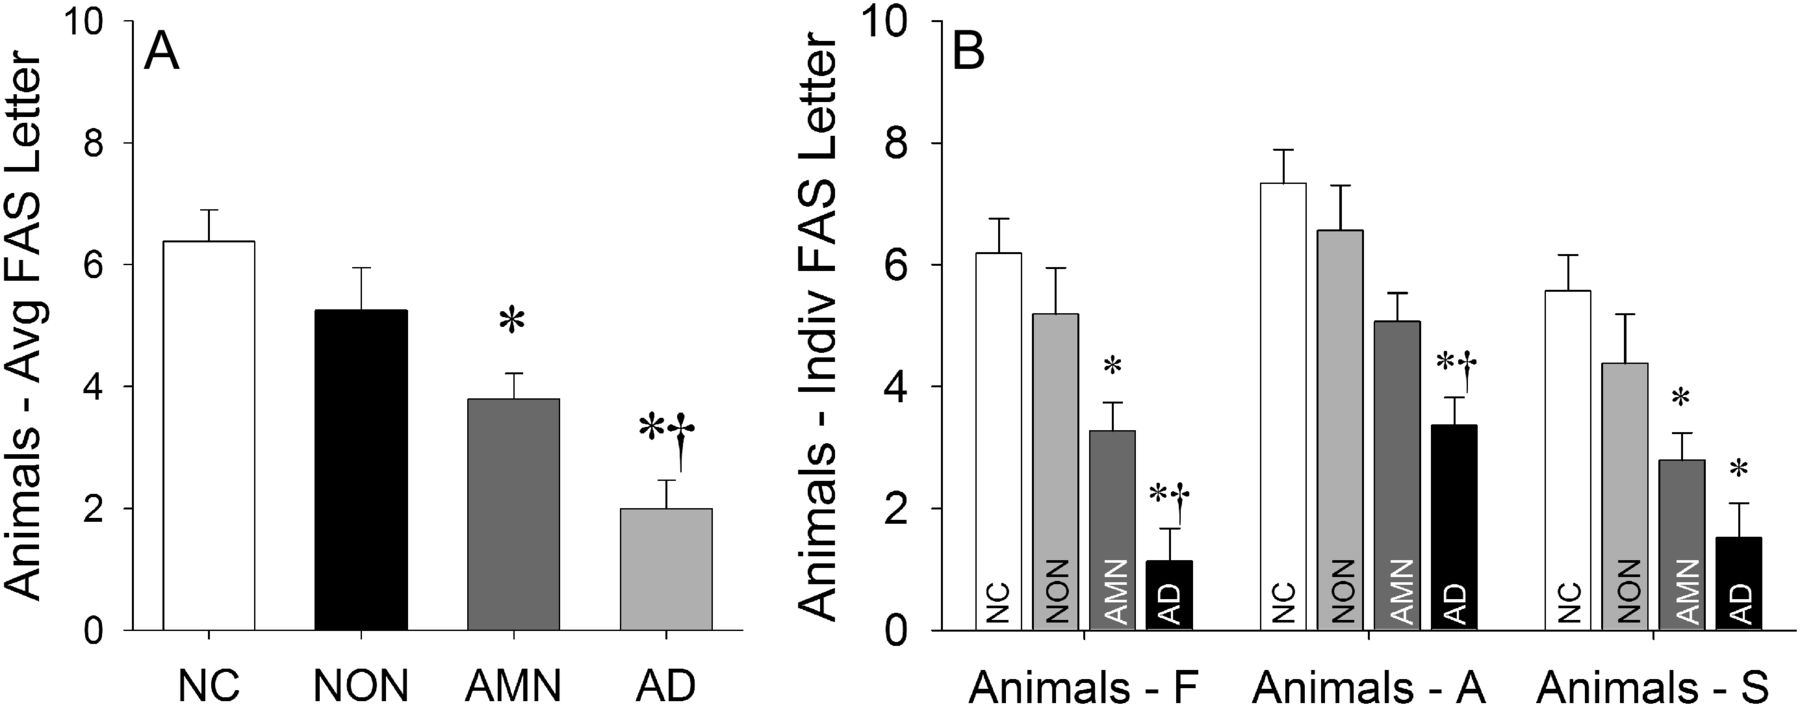 A
Animals - Avg FAS Letter
10
8
6
4
2
0
*
*†
NC NON AMN AD
B
Animals - Indiv FAS Letter
10
8
6
4
2
0
*
*†
*†
*
*
NC NON AMN AD
NC NON AMN AD
NC NON AMN AD
Animals - F Animals - A Animals - S